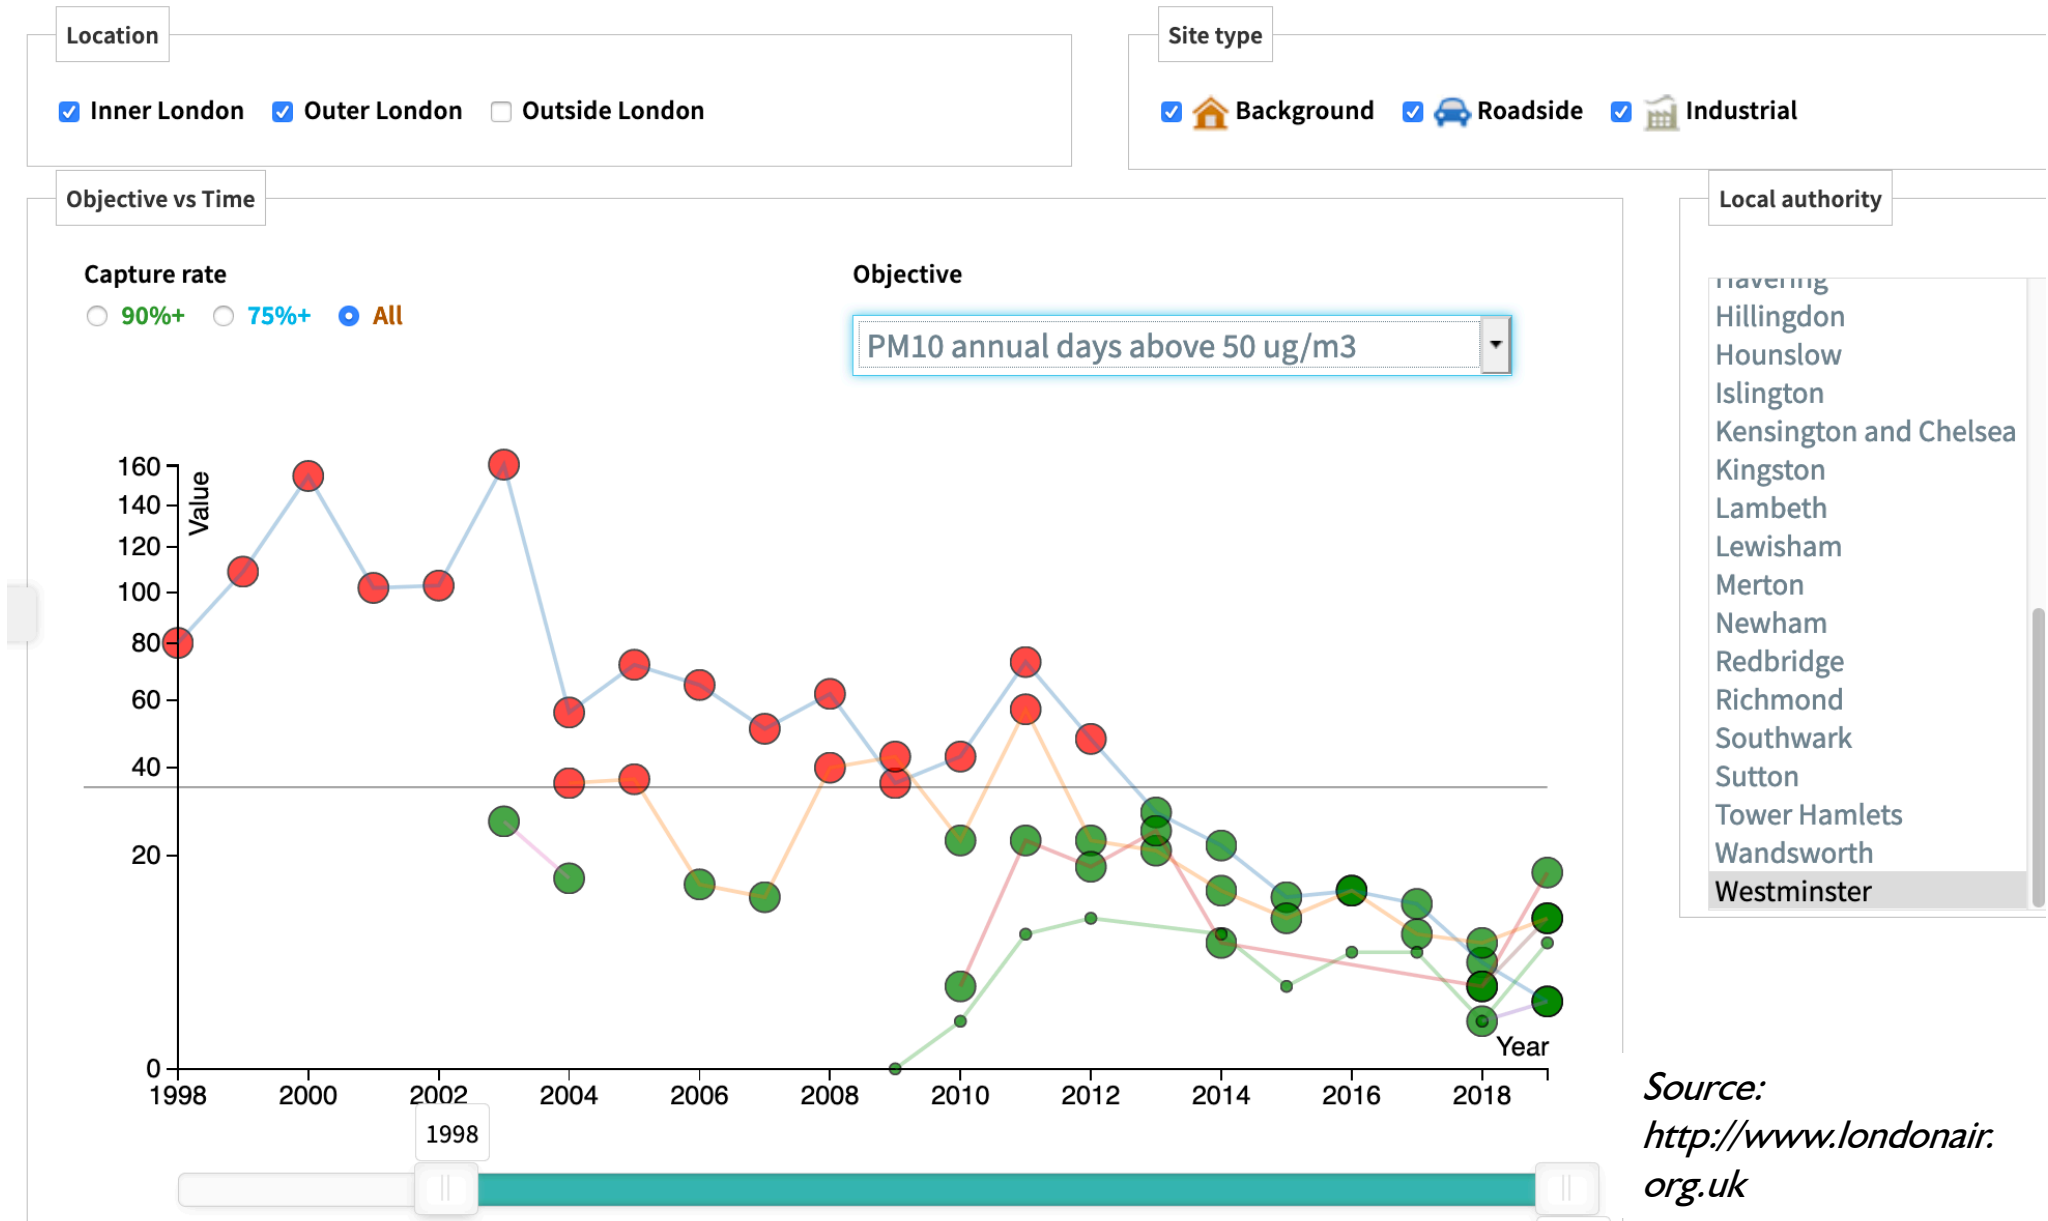 Location
Site type
Inner London Outer London Outside London
Background Roadside Industrial
Objective vs Time
Local authority
Capture rate
Objective
90%+ 75%+ All
PM10 annual days above 50 ug/m3
Havering
Hillingdon
Hounslow
Islington
Kensington and Chelsea
Kingston
Lambeth
Lewisham
Merton
Newham
Redbridge
Richmond
Southwark
Sutton
Tower Hamlets
Wandsworth
Westminster
Value
160
140
120
100
80
60
40
20
0
Year
1998 2000 2002 2004 2006 2008 2010 2012 2014 2016 2018
1998
Source:
http://www.londonair.
org.uk